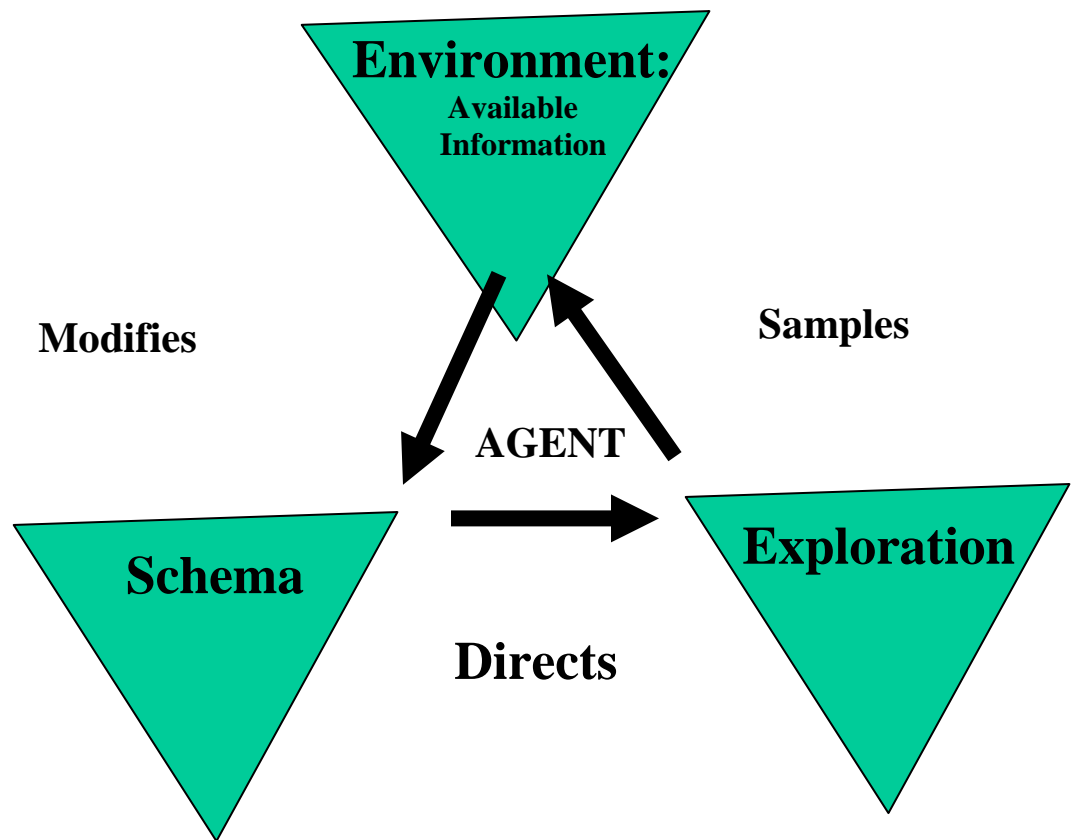 Environment:
Available
Information
Modifies
Samples
AGENT
Schema
Exploration
Directs